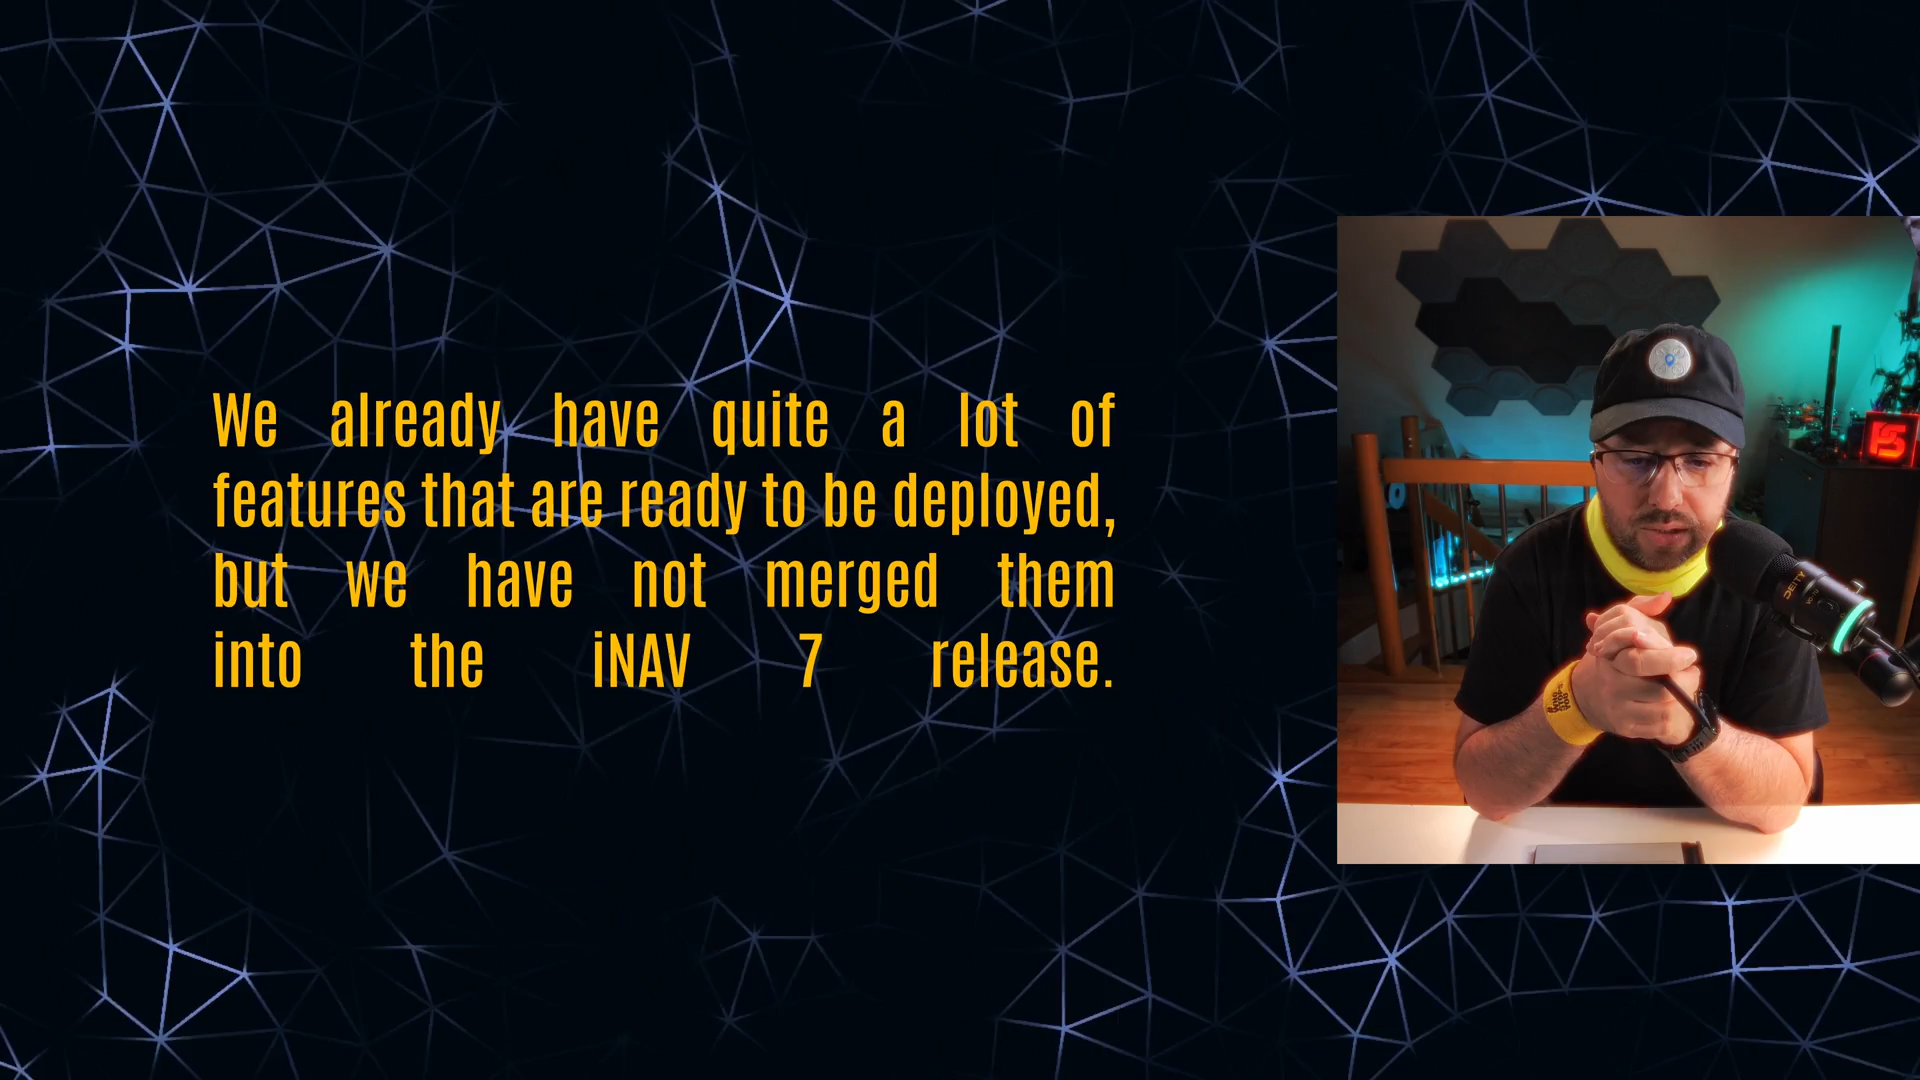 We already have quite a lot of
features that are ready to be deployed,
but we have not merged them
into the iNAV 7 release.
DEITY